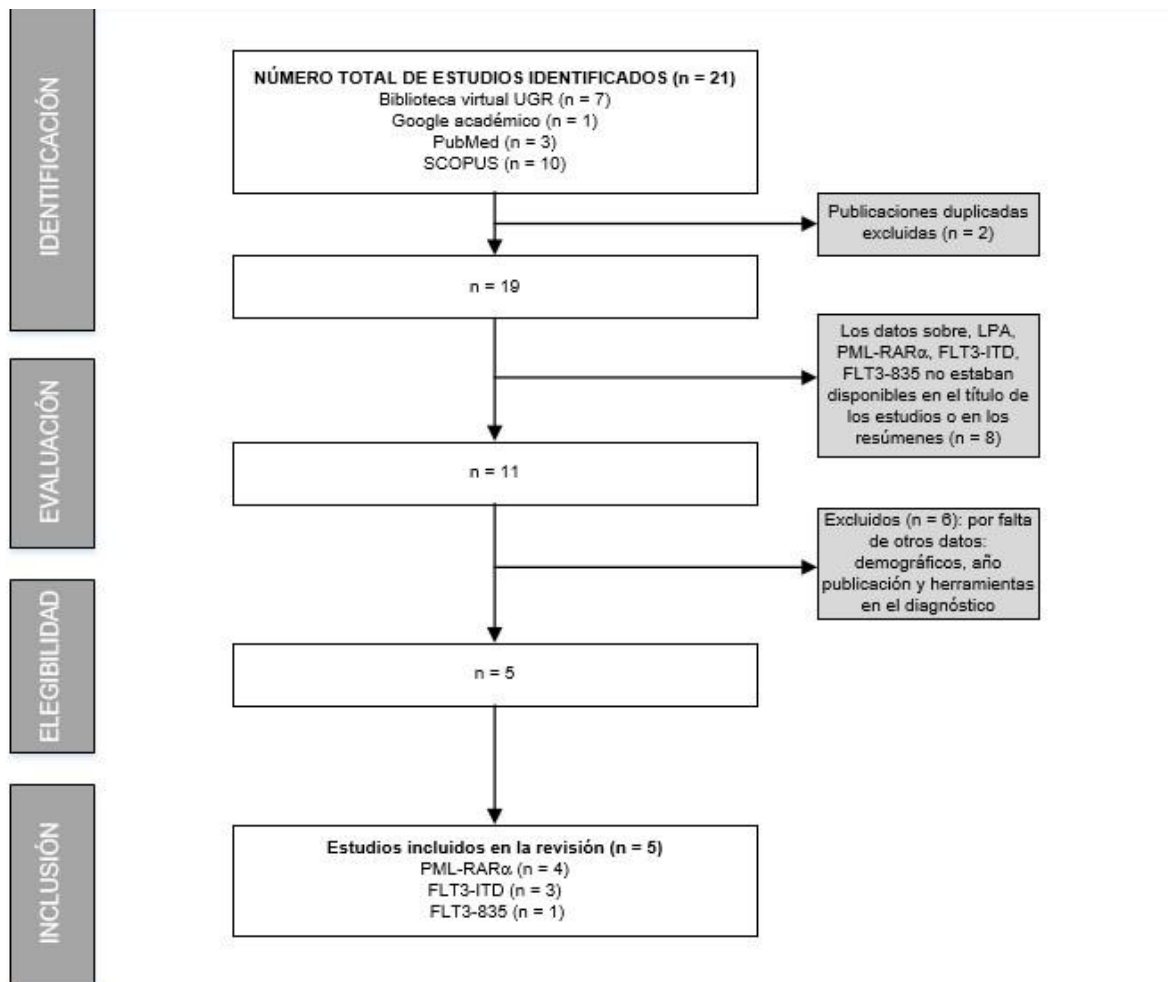 IDENTIFICACIÓN
NÚMERO TOTAL DE ESTUDIOS IDENTIFICADOS (n = 21)
Biblioteca virtual UGR (n = 7)
Google académico (n = 1)
PubMed (n = 3)
SCOPUS (n = 10)
Publicaciones duplicadas
excluidas (n = 2)
n = 19
EVALUACIÓN
Los datos sobre, LPA,
PML-RARα, FLT3-ITD,
FLT3-835 no estaban
disponibles en el título de
los estudios o en los
resúmenes (n = 8)
n = 11
ELEGIBILIDAD
Excluidos (n = 6): por falta
de otros datos:
demográficos, año
publicación y herramientas
en el diagnóstico
n = 5
INCLUSIÓN
Estudios incluidos en la revisión (n = 5)
PML-RARα (n = 4)
FLT3-ITD (n = 3)
FLT3-835 (n = 1)